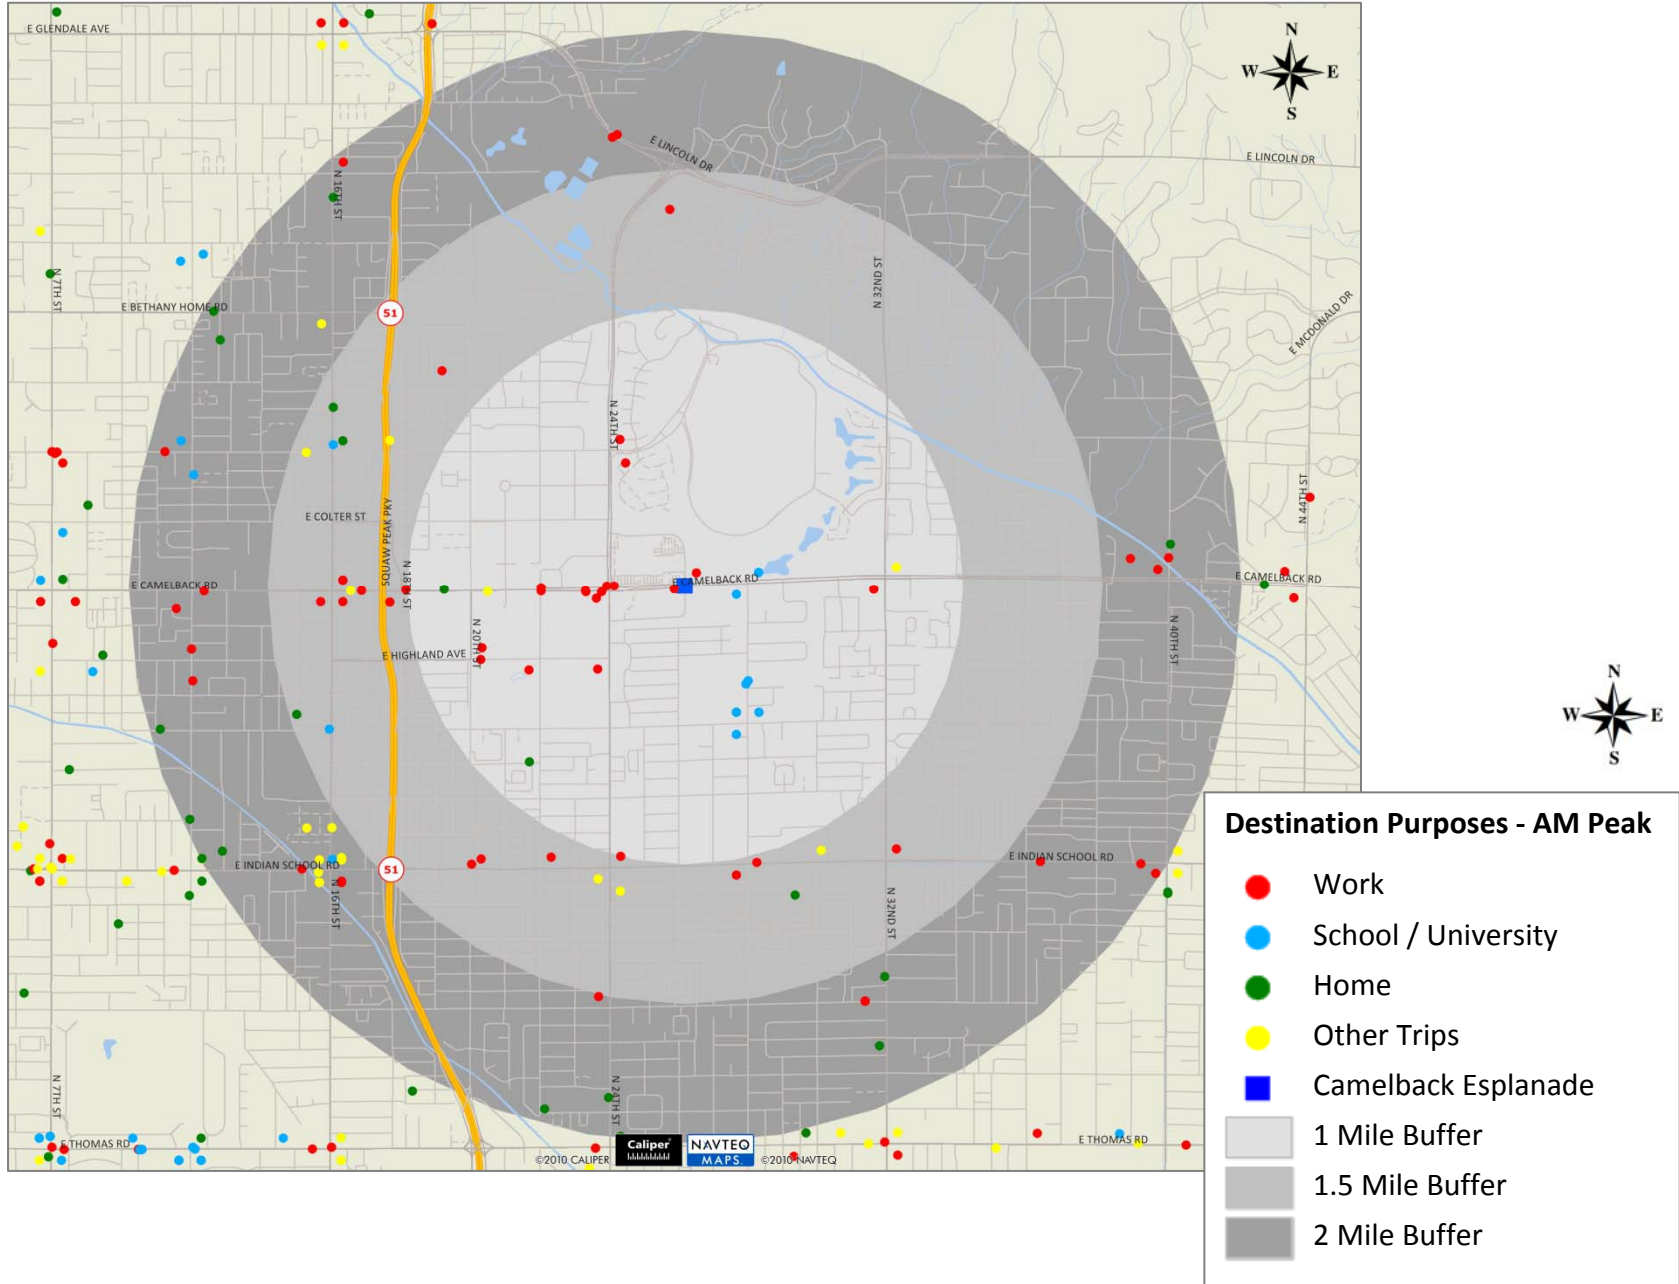 E GLENDALE AVE
N
W E
S
E LINCOLN DR
E LINCOLN DR
N 16TH ST
N 7TH ST
E BETHANY HOME RD
51
N 32ND ST
E MCDONALD DR
N 24TH ST
N 44TH ST
E COLTER ST
SQUAW PEAK PKY
N 18TH ST
E CAMELBACK RD
E CAMELBACK RD
E CAMELBACK RD
N 20TH ST
E HIGHLAND AVE
N 40TH ST
N
W E
S
E INDIAN SCHOOL RD
51
E INDIAN SCHOOL RD
N 16TH ST
N 32ND ST
N 7TH ST
N 24TH ST
E THOMAS RD
E THOMAS RD
©2010 CALIPER
Caliper
NAVTEQ
MAPS
©2010 NAVTEQ
Destination Purposes - AM Peak
Work
School / University
Home
Other Trips
Camelback Esplanade
1 Mile Buffer
1.5 Mile Buffer
2 Mile Buffer